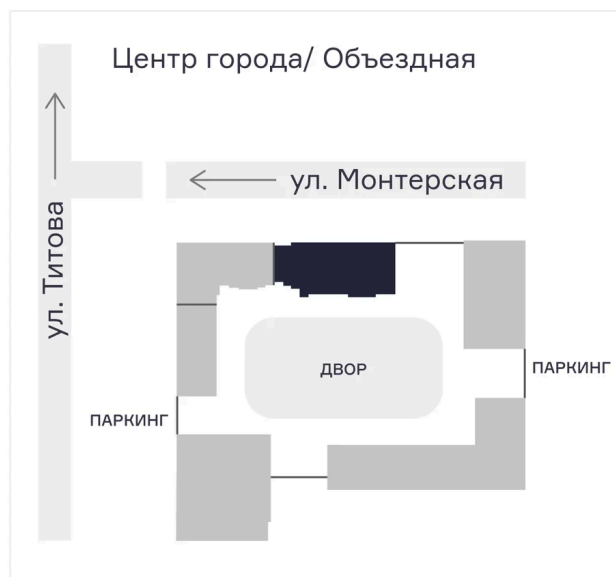 Центр города/ Объездная
ул. Монтерская
ул. Титова
ДВОР
ПАРКИНГ
ПАРКИНГ